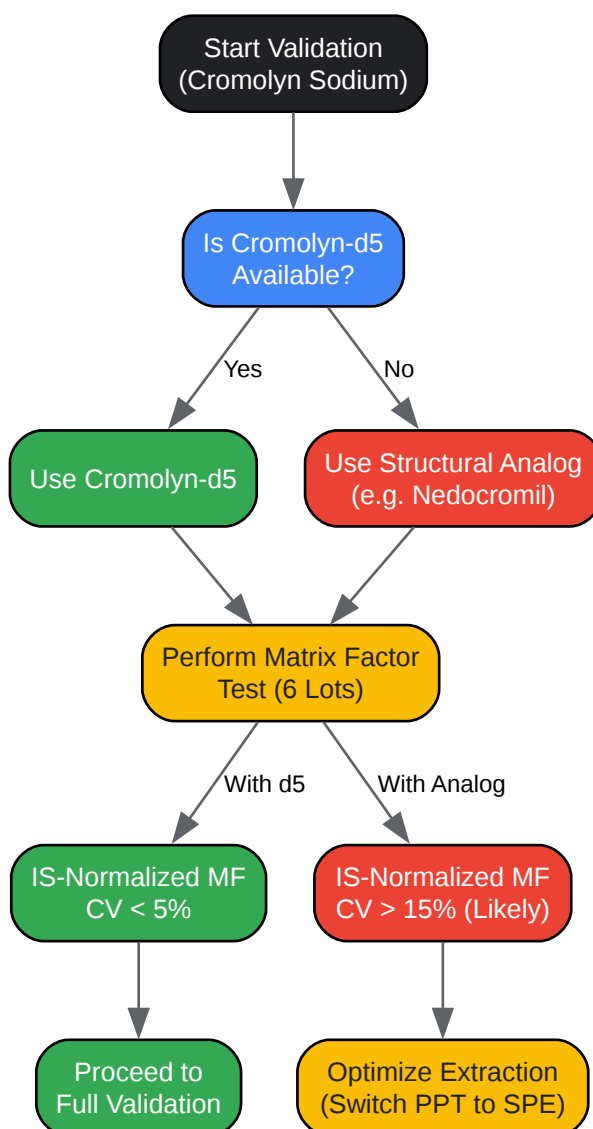 Start Validation
(Cromolyn Sodium)
Is Cromolyn-d5
Available?
Yes
No
Use Cromolyn-d5
Use Structural Analog
(e.g. Nedocromil)
Perform Matrix Factor
Test (6 Lots)
With d5
With Analog
IS-Normalized MF
CV < 5%
IS-Normalized MF
CV > 15% (Likely)
Proceed to
Full Validation
Optimize Extraction
(Switch PPT to SPE)